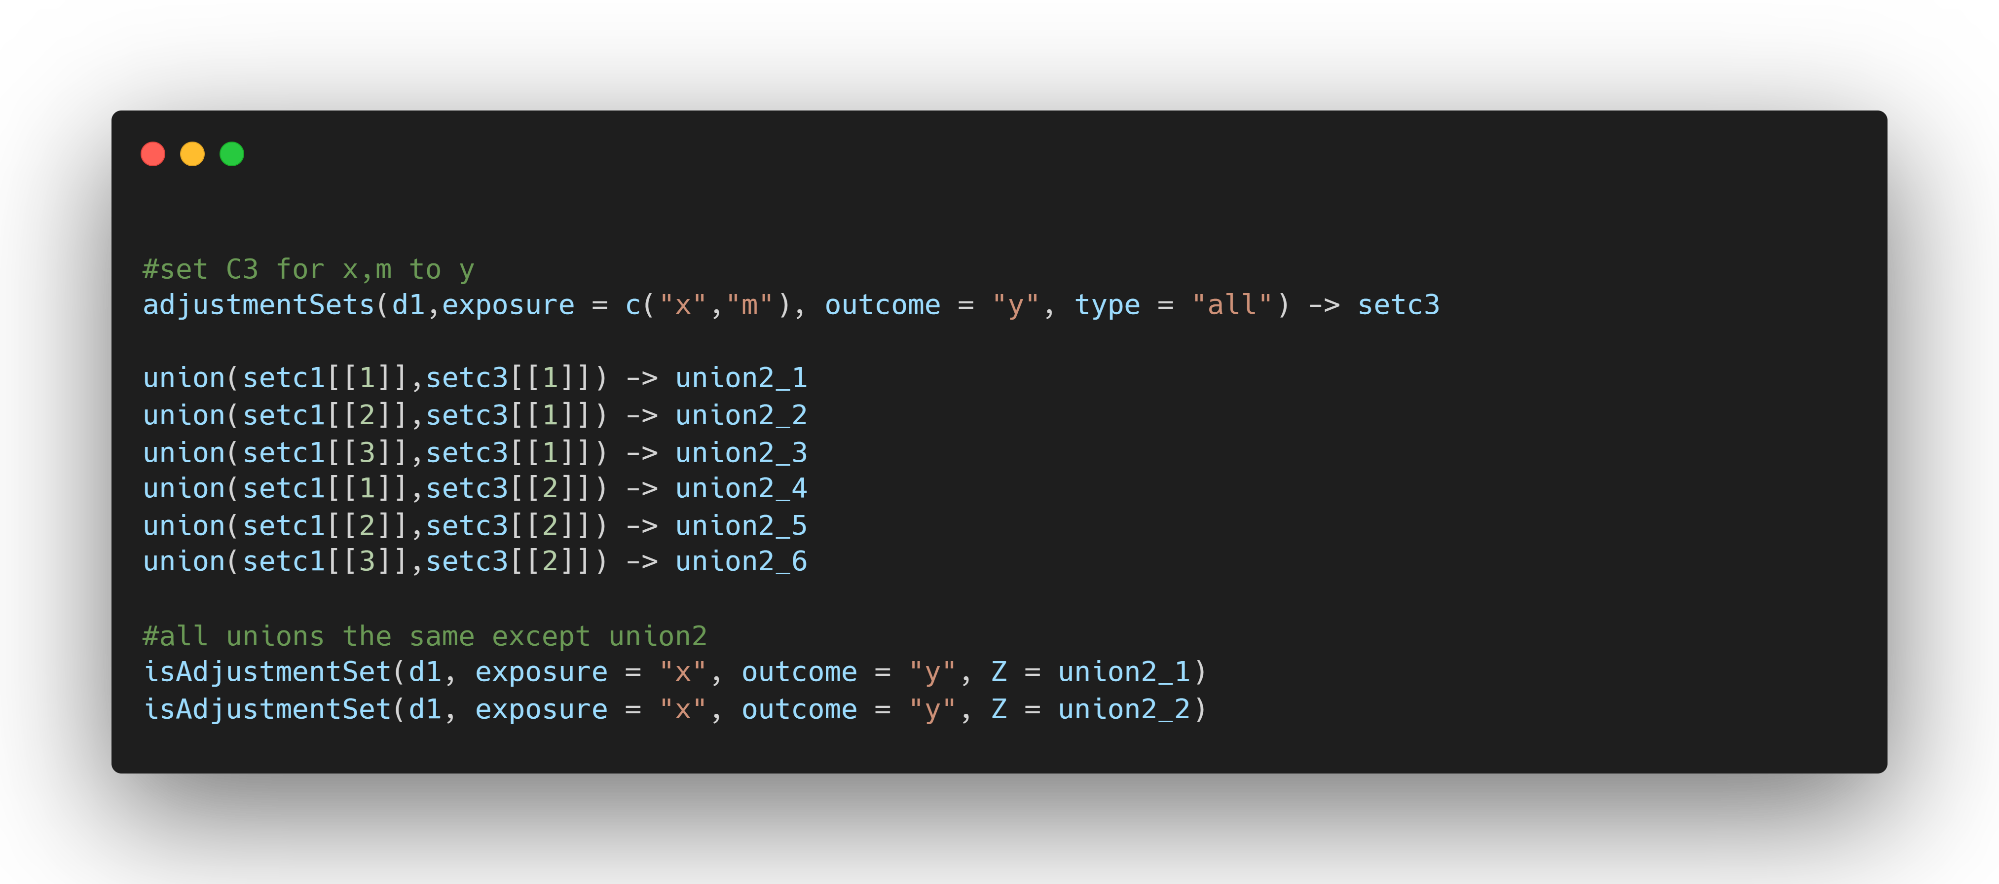 #set C3 for x,m to y
adjustmentSets(d1,exposure = c("x","m"), outcome = "y", type = "all") -> setc3
union(setc1[[1]],setc3[[1]]) -> union2_1
union(setc1[[2]],setc3[[1]]) -> union2_2
union(setc1[[3]],setc3[[1]]) -> union2_3
union(setc1[[1]],setc3[[2]]) -> union2_4
union(setc1[[2]],setc3[[2]]) -> union2_5
union(setc1[[3]],setc3[[2]]) -> union2_6
#all unions the same except union2
isAdjustmentSet(d1, exposure = "x", outcome = "y", Z = union2_1)
isAdjustmentSet(d1, exposure = "x", outcome = "y", Z = union2_2)